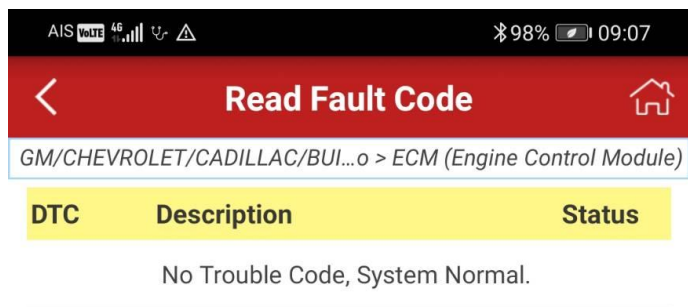 AIS VoLTE 46 98% 09:07
Read Fault Code
GM/CHEVROLET/CADILLAC/BUI...o > ECM (Engine Control Module)
DTC Description Status
No Trouble Code, System Normal.